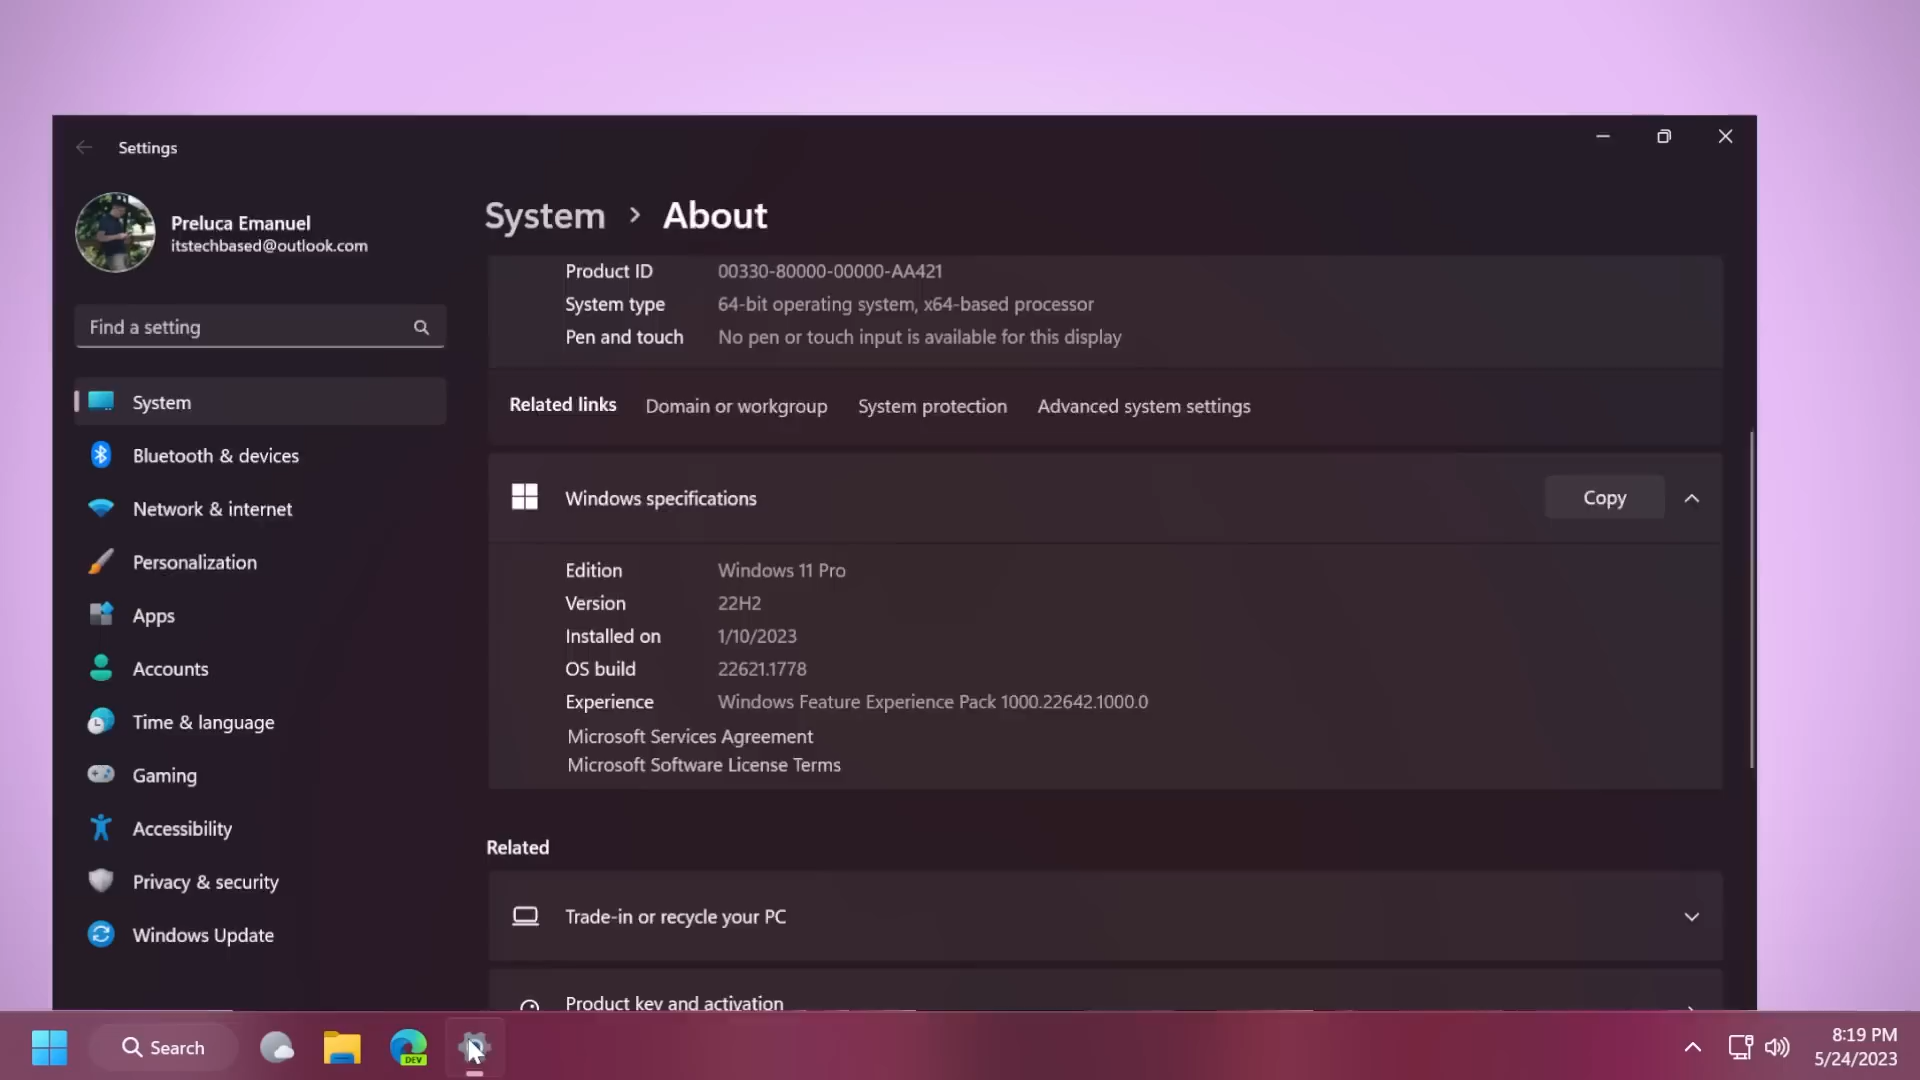 Settings
Preluca Emanuel
itstechbased@outlook.com
Find a setting
System
Bluetooth & devices
Network & internet
Personalization
Apps
Accounts
Time & language
Gaming
Accessibility
Privacy & security
Windows Update
System > About
Product ID 00330-80000-00000-AA421
System type 64-bit operating system, x64-based processor
Pen and touch No pen or touch input is available for this display
Related links Domain or workgroup System protection Advanced system settings
Windows specifications Copy
Edition Windows 11 Pro
Version 22H2
Installed on 1/10/2023
OS build 22621.1778
Experience Windows Feature Experience Pack 1000.22642.1000.0
Microsoft Services Agreement
Microsoft Software License Terms
Related
Trade-in or recycle your PC
Product key and activation
Search
DEV
8:19 PM
5/24/2023